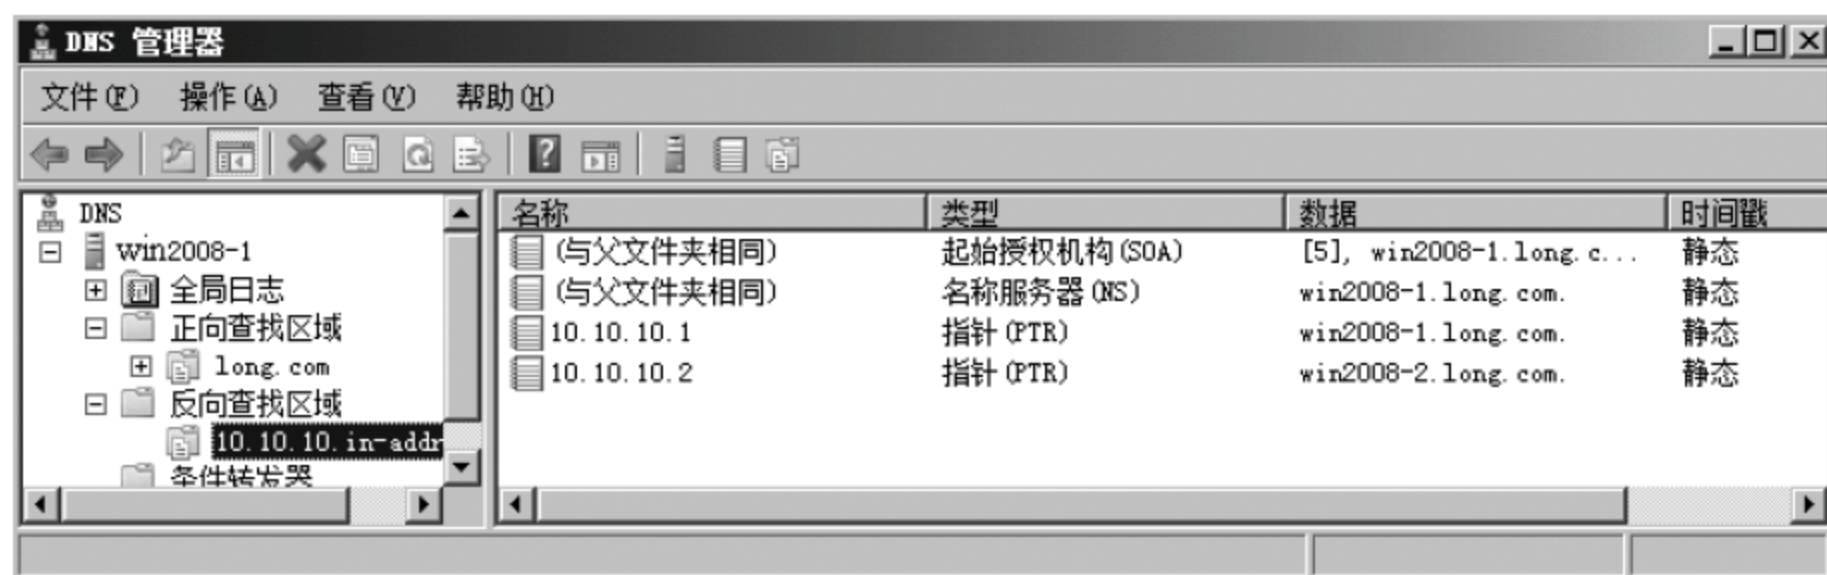 DNS 管理器
文件(F) 操作(A) 查看(V) 帮助(H)
DNS
win2008-1
全局日志
正向查找区域
long.com
反向查找区域
10.10.10.in-addr
条件转发器
名称 类型 数据 时间戳
(与父文件夹相同) 起始授权机构(SOA) [5], win2008-1.long.c... 静态
(与父文件夹相同) 名称服务器(NS) win2008-1.long.com. 静态
10.10.10.1 指针(PTR) win2008-1.long.com. 静态
10.10.10.2 指针(PTR) win2008-2.long.com. 静态